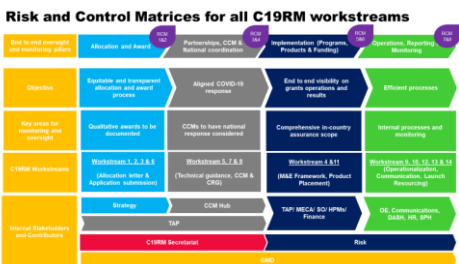 Risk and Control Matrices for all C19RM workstreams
End to end oversight
and monitoring pillars
Allocation and Award
RCM
1&2
Partnerships, CCM &
National coordination
RCM
3&4
Implementation (Programs,
Products & Funding)
RCM
5&6
Operations, Reporting
Monitoring
RCM
7&8
Objective
Equitable and transparent
allocation and award
process
Aligned COVID-19
response
End to end visibility on
grants operations and
results
Efficient processes
Key areas for
monitoring and
oversight
Qualitative awards to be
documented
CCMs to have national
response considered
Comprehensive in-country
assurance scope
Internal processes and
monitoring
C19RM Workstreams
Workstream 1, 2, 3 & 6
(Allocation letter &
Application submission)
Workstream 5, 7 & 8
(Technical guidance, CCM &
CRG)
Workstream 4 &11
(M&E Framework, Product
Placement)
Workstream 9, 10, 12, 13 & 14
(Operationalization,
Communication, Launch
Resourcing)
Internal Stakeholders
and Contributors
Strategy
CCM Hub
TAP/ MECA/ SO/ HPMs/
Finance
OE, Communications,
DASH, HR, SPH
TAP
C19RM Secretariat
Risk
GMD